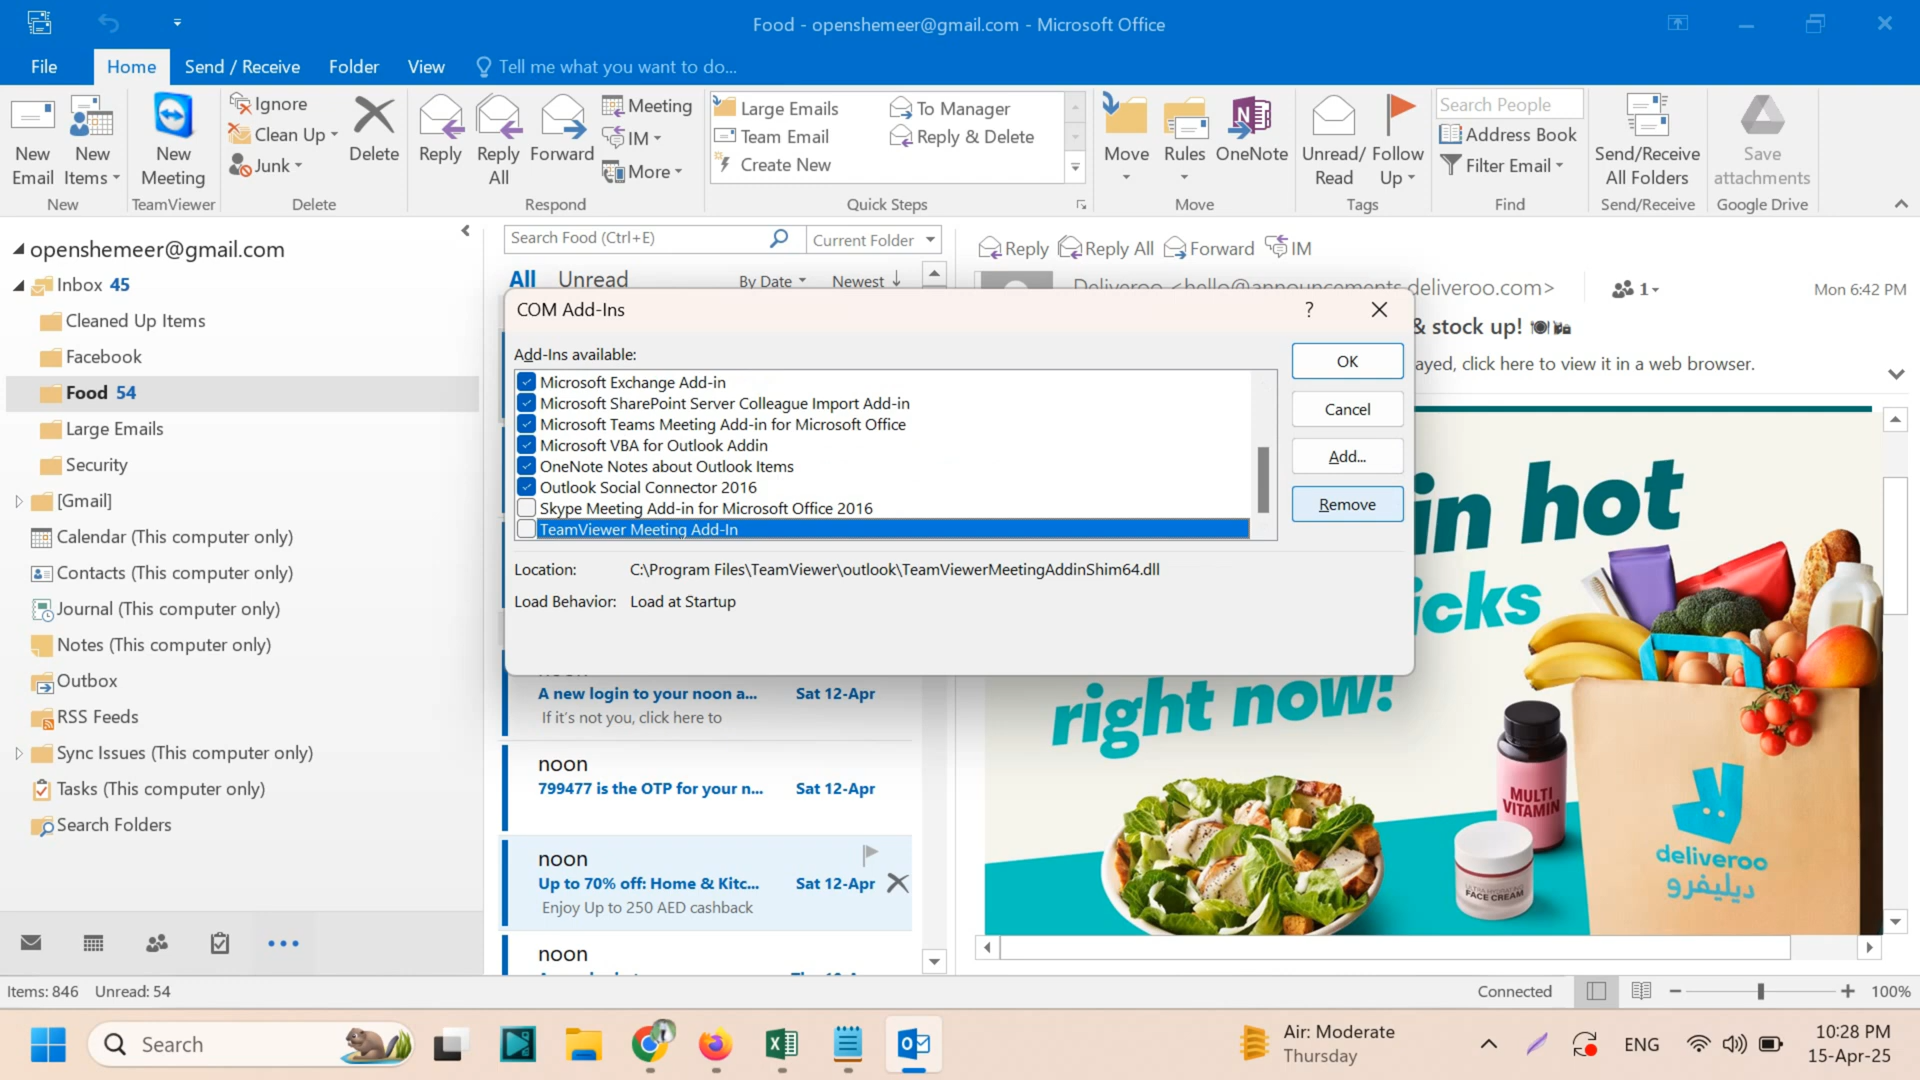 Food - openshemeer@gmail.com - Microsoft Office
File Home Send / Receive Folder View Tell me what you want to do...
New Email
New Items
New
New Meeting
TeamViewer
Ignore
Clean Up
Junk
Delete
Delete
Reply
Reply All
Forward
Meeting
IM
More
Respond
Large Emails
Team Email
Create New
To Manager
Reply & Delete
Quick Steps
Move
Rules
OneNote
Move
Unread/ Read
Follow Up
Tags
Search People
Address Book
Filter Email
Find
Send/Receive All Folders
Send/Receive
Save attachments
Google Drive
openshemeer@gmail.com
Inbox 45
Cleaned Up Items
Facebook
Food 54
Large Emails
Security
[Gmail]
Calendar (This computer only)
Contacts (This computer only)
Journal (This computer only)
Notes (This computer only)
Outbox
RSS Feeds
Sync Issues (This computer only)
Tasks (This computer only)
Search Folders
Search Food (Ctrl+E)
Current Folder
All Unread By Date Newest
COM Add-Ins
?
Add-Ins available:
Microsoft Exchange Add-in
Microsoft SharePoint Server Colleague Import Add-in
Microsoft Teams Meeting Add-in for Microsoft Office
Microsoft VBA for Outlook Addin
OneNote Notes about Outlook Items
Outlook Social Connector 2016
Skype Meeting Add-in for Microsoft Office 2016
TeamViewer Meeting Add-In
OK
Cancel
Add...
Remove
Location: C:\Program Files\TeamViewer\outlook\TeamViewerMeetingAddinShim64.dll
Load Behavior: Load at Startup
A new login to your noon a... Sat 12-Apr
If it's not you, click here to
noon
799477 is the OTP for your n... Sat 12-Apr
noon
Up to 70% off: Home & Kitc... Sat 12-Apr
Enjoy Up to 250 AED cashback
noon
Reply Reply All Forward IM
Deliveroo <hello@announcements.deliveroo.com>
1
Mon 6:42 PM
& stock up!
ayed, click here to view it in a web browser.
in hot
icks
right now!
MULTI
VITAMIN
FACE CREAM
deliveroo
ديليفرو
Items: 846 Unread: 54
Connected
100%
Search
Air: Moderate
Thursday
ENG
10:28 PM
15-Apr-25